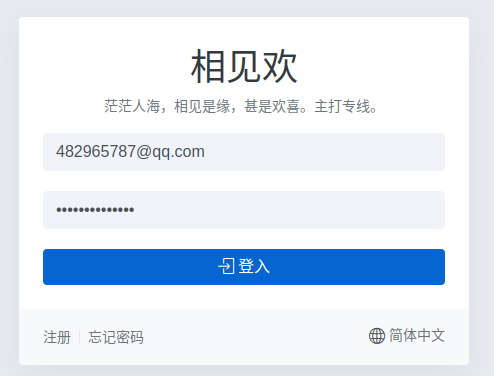 相见欢
茫茫人海，相见是缘，甚是欢喜。主打专线。
482965787@qq.com
••••••••••••••
登入
注册 忘记密码 简体中文